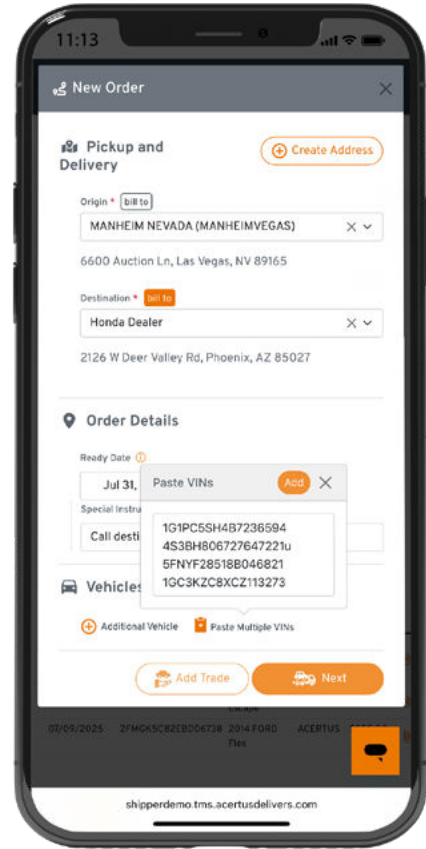 11:13
New Order
Pickup and
Delivery
Create Address
Origin * bill to
MANHEIM NEVADA (MANHEIMVEGAS)
6600 Auction Ln, Las Vegas, NV 89165
Destination * bill to
Honda Dealer
2126 W Deer Valley Rd, Phoenix, AZ 85027
Order Details
Ready Date
Jul 31,
Paste VINs
Add
Special Instru
Call desti
1G1PC5SH4B7236594
4S3BH806727647221u
5FNYF28518B046821
1GC3KZC8XCZ113273
Vehicles
Additional Vehicle
Paste Multiple VINs
Add Trade
Next
Escape
07/09/2025 2FMGK5C82EBD06738 2014 FORD ACERTUS
Flex
shipperdemo.tms.acertusdelivers.com